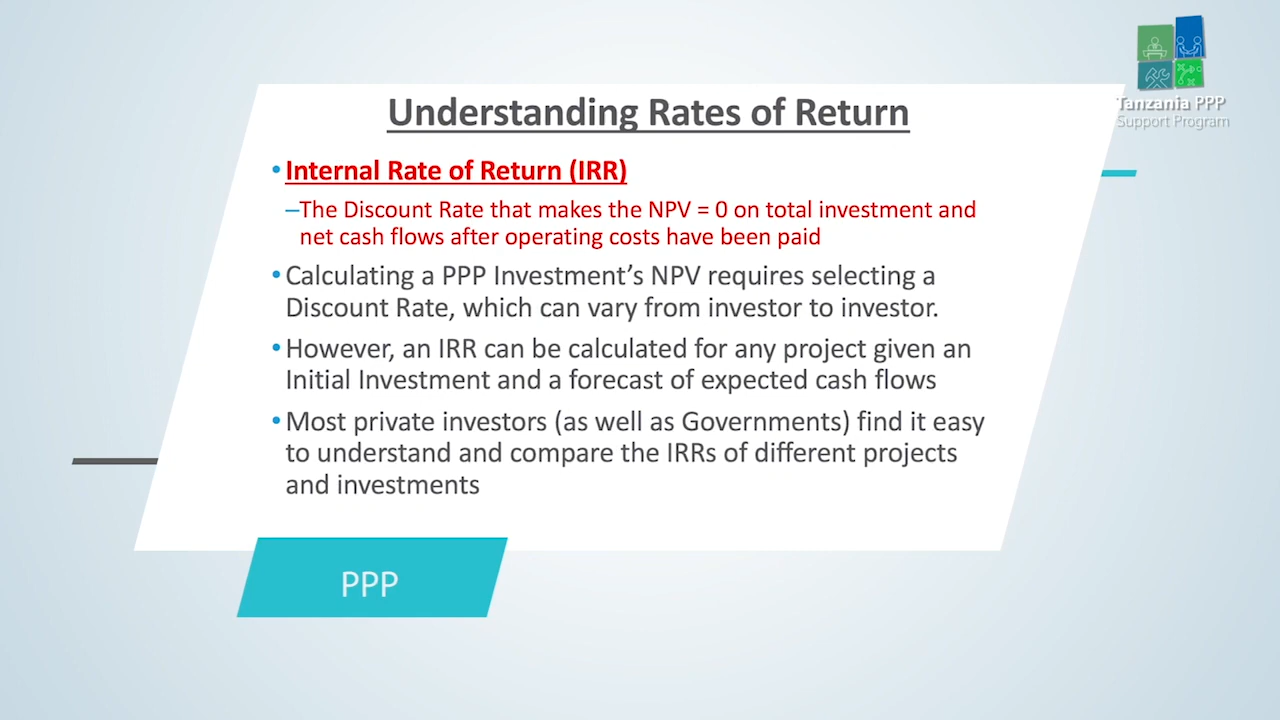 Tanzania PPP
Support Program
Understanding Rates of Return
•Internal Rate of Return (IRR)
–The Discount Rate that makes the NPV = 0 on total investment and
net cash flows after operating costs have been paid
•Calculating a PPP Investment’s NPV requires selecting a
Discount Rate, which can vary from investor to investor.
•However, an IRR can be calculated for any project given an
Initial Investment and a forecast of expected cash flows
•Most private investors (as well as Governments) find it easy
to understand and compare the IRRs of different projects
and investments
PPP